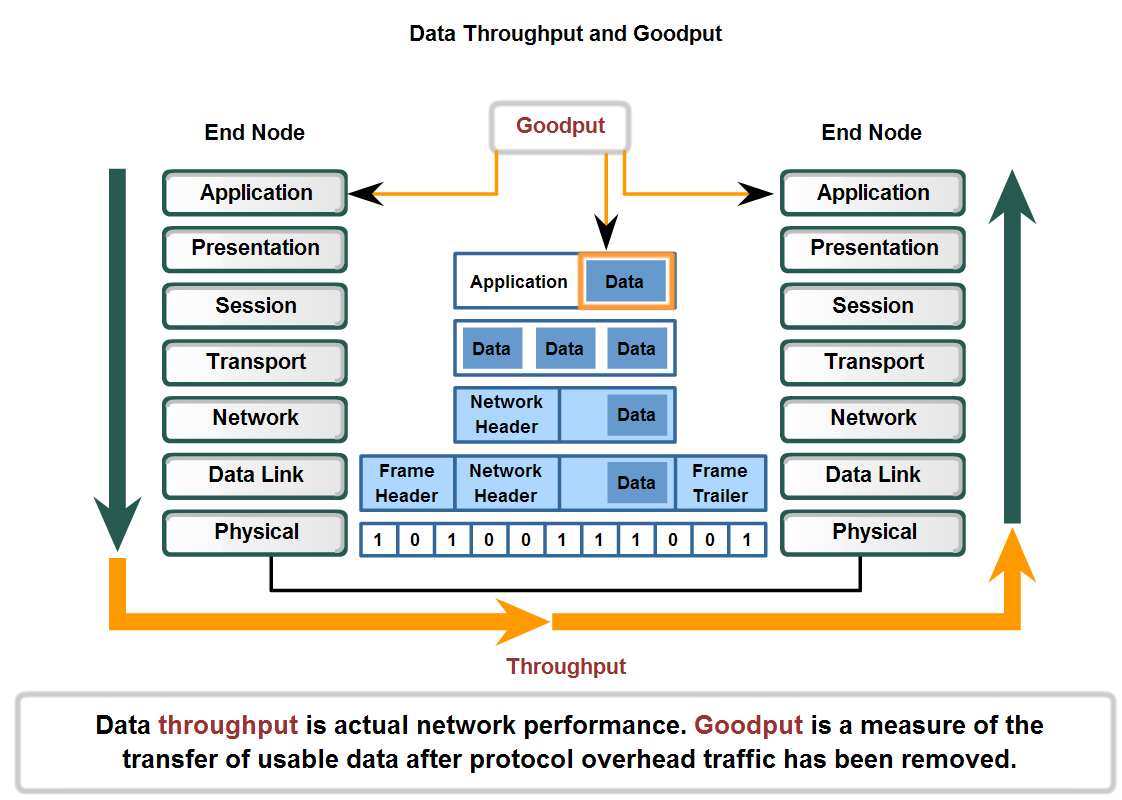 Data Throughput and Goodput
Goodput
End Node
End Node
Application
Presentation
Session
Transport
Network
Data Link
Physical
Application Data
Data Data Data
Network
Header
Data
Frame
Header
Network
Header
Data
Frame
Trailer
1 0 1 0 0 1 1 1 0 0 1
Application
Presentation
Session
Transport
Network
Data Link
Physical
Throughput
Data throughput is actual network performance. Goodput is a measure of the
transfer of usable data after protocol overhead traffic has been removed.